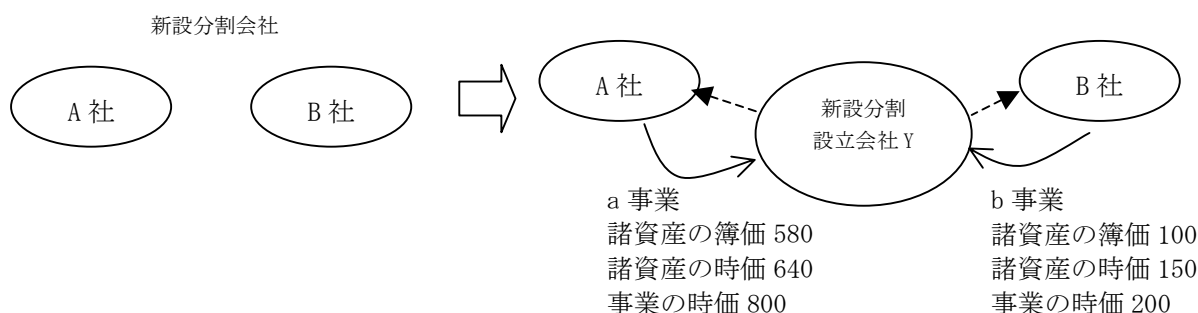 新設分割会社
A 社
B 社
A 社
新設分割
設立会社 Y
B 社
a 事業
諸資産の簿価 580
諸資産の時価 640
事業の時価 800
b 事業
諸資産の簿価 100
諸資産の時価 150
事業の時価 200